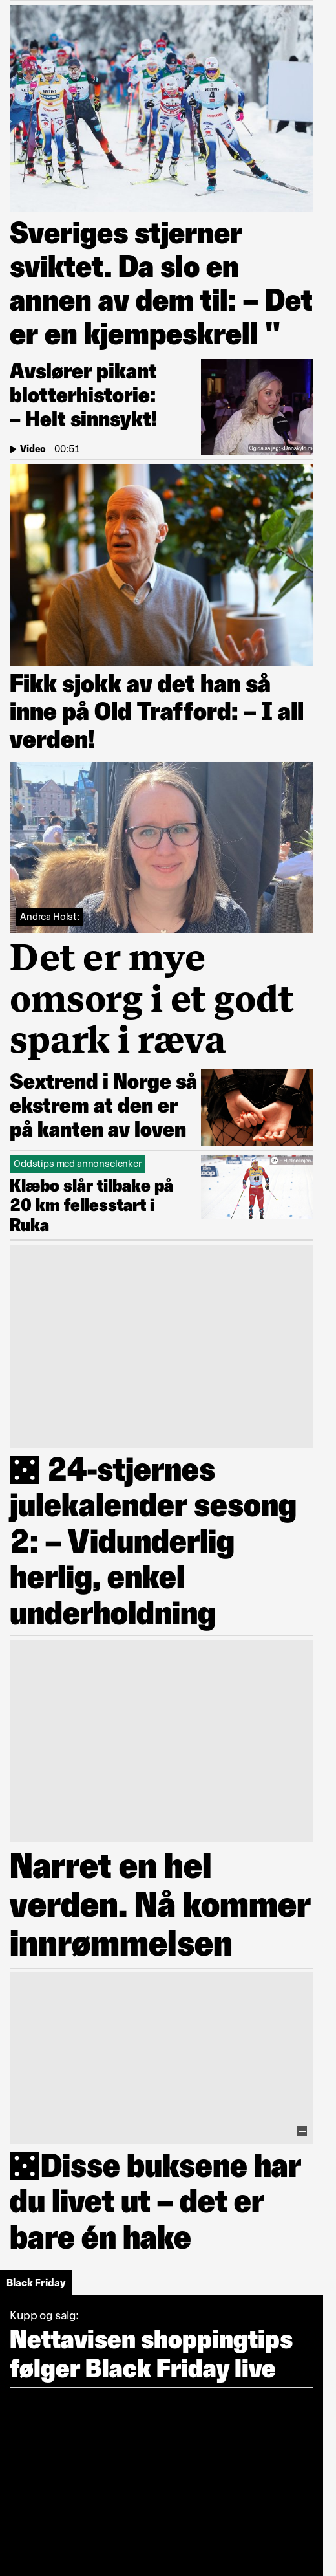 Sveriges stjerner
sviktet. Da slo en
annen av dem til: – Det
er en kjempeskrell "
Avslører pikant
blotterhistorie:
– Helt sinnsykt!
Video | 00:51
Fikk sjokk av det han så
inne på Old Trafford: – I all
verden!
Andrea Holst:
Det er mye
omsorg i et godt
spark i ræva
Sextrend i Norge så
ekstrem at den er
på kanten av loven
Oddstips med annonselenker
Klæbo slår tilbake på
20 km fellesstart i
Ruka
24-stjernes
julekalender sesong
2: – Vidunderlig
herlig, enkel
underholdning
Narret en hel
verden. Nå kommer
innrømmelsen
Disse buksene har
du livet ut – det er
bare én hake
Black Friday
Kupp og salg:
Nettavisen shoppingtips
følger Black Friday live